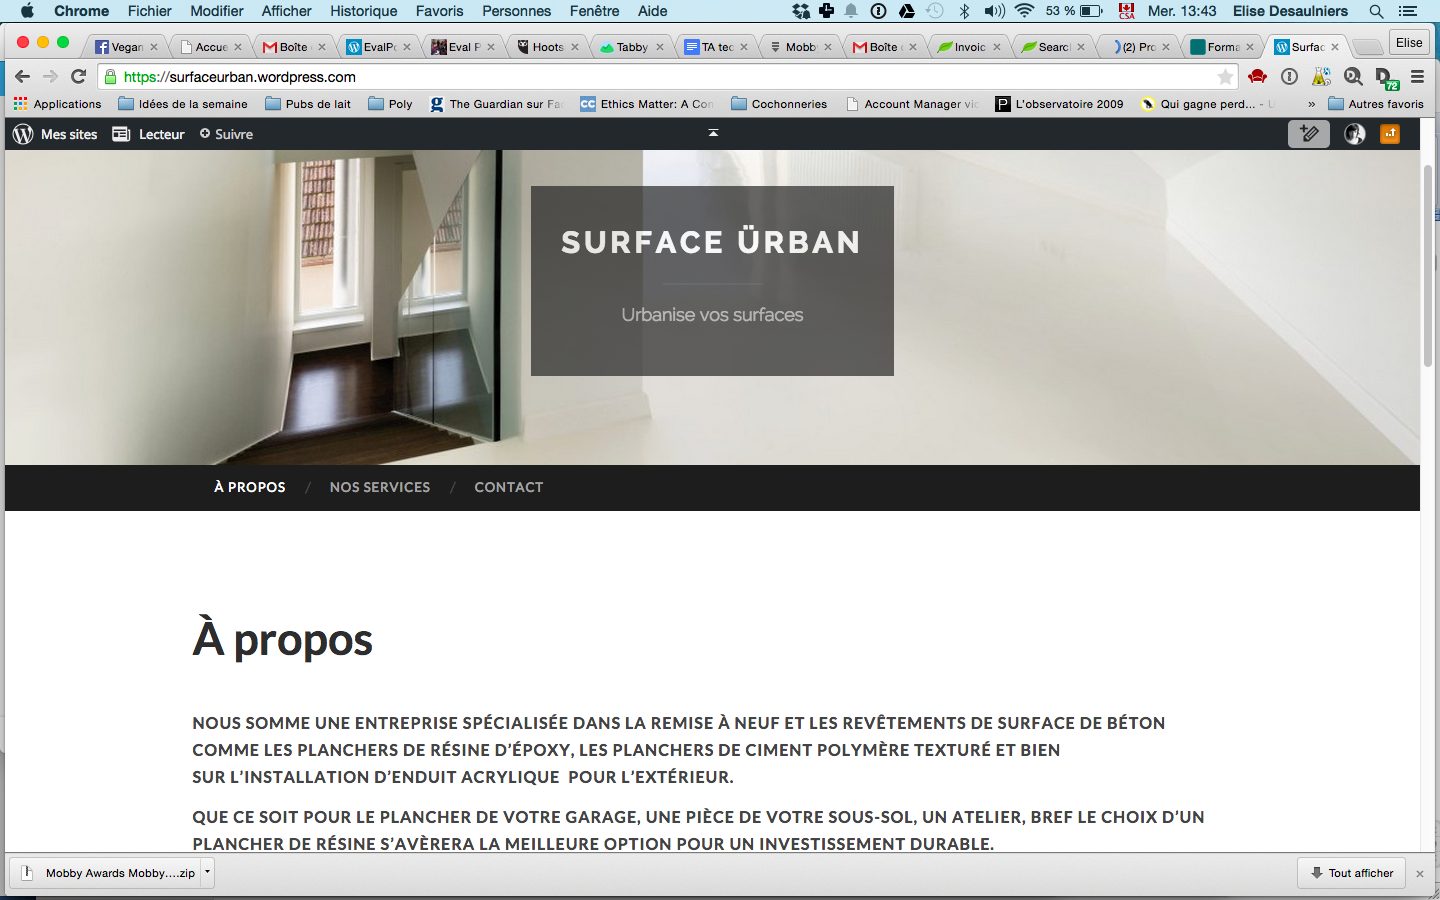 Chrome Fichier Modifier Afficher Historique Favoris Personnes Fenêtre Aide 53 % CSA Mer. 13:43 Elise Desaulniers
Vegan Accue Boîte EvalPo Eval P Hoots Tabby TA tec Mobby Boîte Invoic Searc (2) Pro Forma Surfac Elise
https://surfaceurban.wordpress.com 72
Applications Idées de la semaine Pubs de lait Poly The Guardian sur Fa Ethics Matter: A Con Cochonneries Account Manager vi L'observatoire 2009 Qui gagne perd... - » Autres favoris
Mes sites Lecteur Suivre
SURFACE ÜRBAN
Urbanise vos surfaces
À PROPOS / NOS SERVICES / CONTACT
À propos
NOUS SOMME UNE ENTREPRISE SPÉCIALISÉE DANS LA REMISE À NEUF ET LES REVÊTEMENTS DE SURFACE DE BÉTON
COMME LES PLANCHERS DE RÉSINE D'ÉPOXY, LES PLANCHERS DE CIMENT POLYMÈRE TEXTURÉ ET BIEN
SUR L'INSTALLATION D'ENDUIT ACRYLIQUE  POUR L'EXTÉRIEUR.
QUE CE SOIT POUR LE PLANCHER DE VOTRE GARAGE, UNE PIÈCE DE VOTRE SOUS-SOL, UN ATELIER, BREF LE CHOIX D'UN
PLANCHER DE RÉSINE S'AVÈRERA LA MEILLEURE OPTION POUR UN INVESTISSEMENT DURABLE.
Mobby Awards Mobby....zip Tout afficher